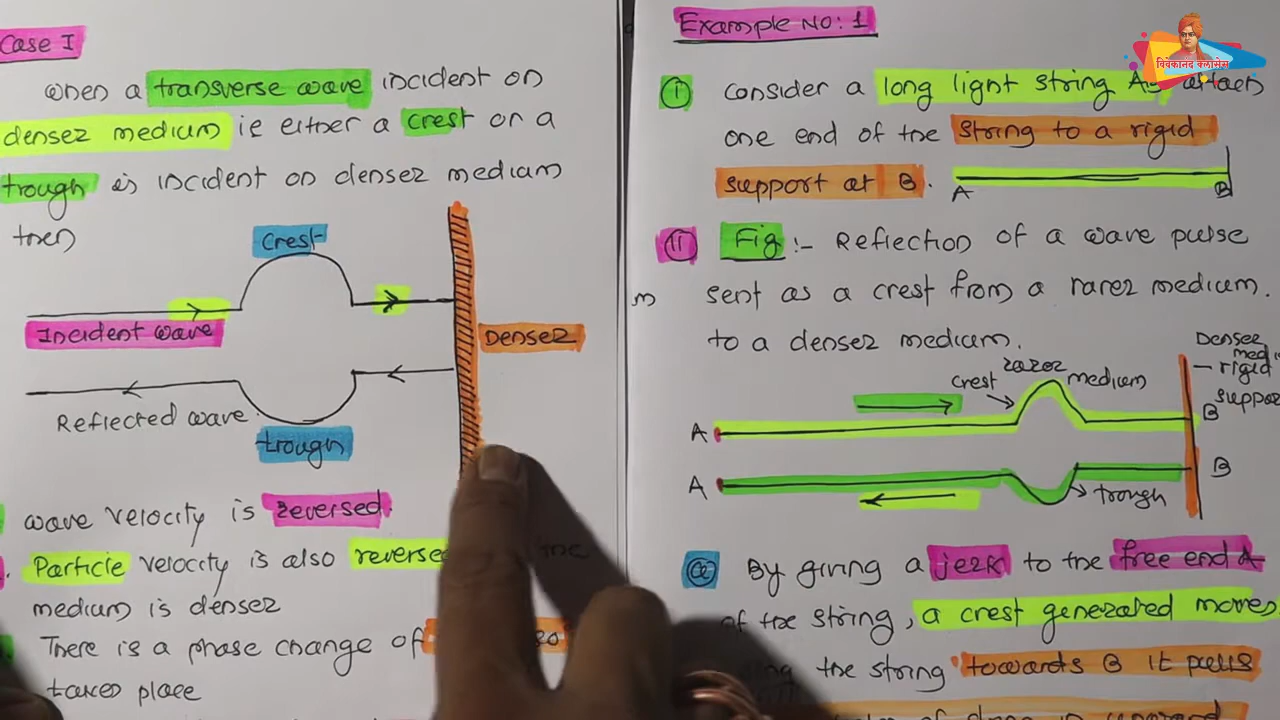 Case I
when a transverse wave incident on
denser medium ie either a crest or a
trough is incident on denser medium
then
Crest
Incident wave
Denser
Reflected wave
trough
wave velocity is reversed.
Particle velocity is also reverse
medium is denser
There is a phase change of
takes place
Example No: 1
विवेकानंद क्लासेस
i consider a long light string
one end of the string to a rigid
support at B.
A B
ii Fig :- Reflection of a wave pulse
sent as a crest from a rarer medium.
to a denser medium.
Denser
rarer
crest medium
rigid
support
A B
A B
trough
a By giving a jerk to the free end A
of the string, a crest generated moves
the string towards B it pulls